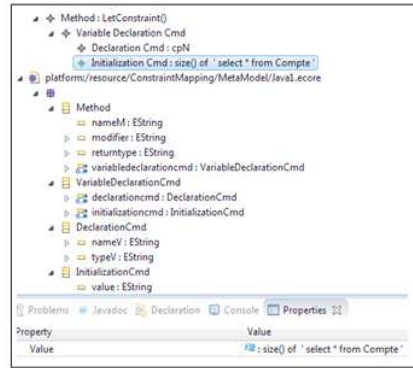 Method : LetConstraint()
Variable Declaration Cmd
Declaration Cmd : cpN
Initialization Cmd : size() of ' select * from Compte '
platform:/resource/ConstraintMapping/MetaModel/Java1.ecore
Method
nameM : EString
modifier : EString
returntype : EString
variabledeclarationcmd : VariableDeclarationCmd
VariableDeclarationCmd
declarationcmd : DeclarationCmd
initializationcmd : InitializationCmd
DeclarationCmd
nameV : EString
typeV : EString
InitializationCmd
value : EString
Problems Javadoc Declaration Console Properties
Property Value
Value : size() of ' select * from Compte '